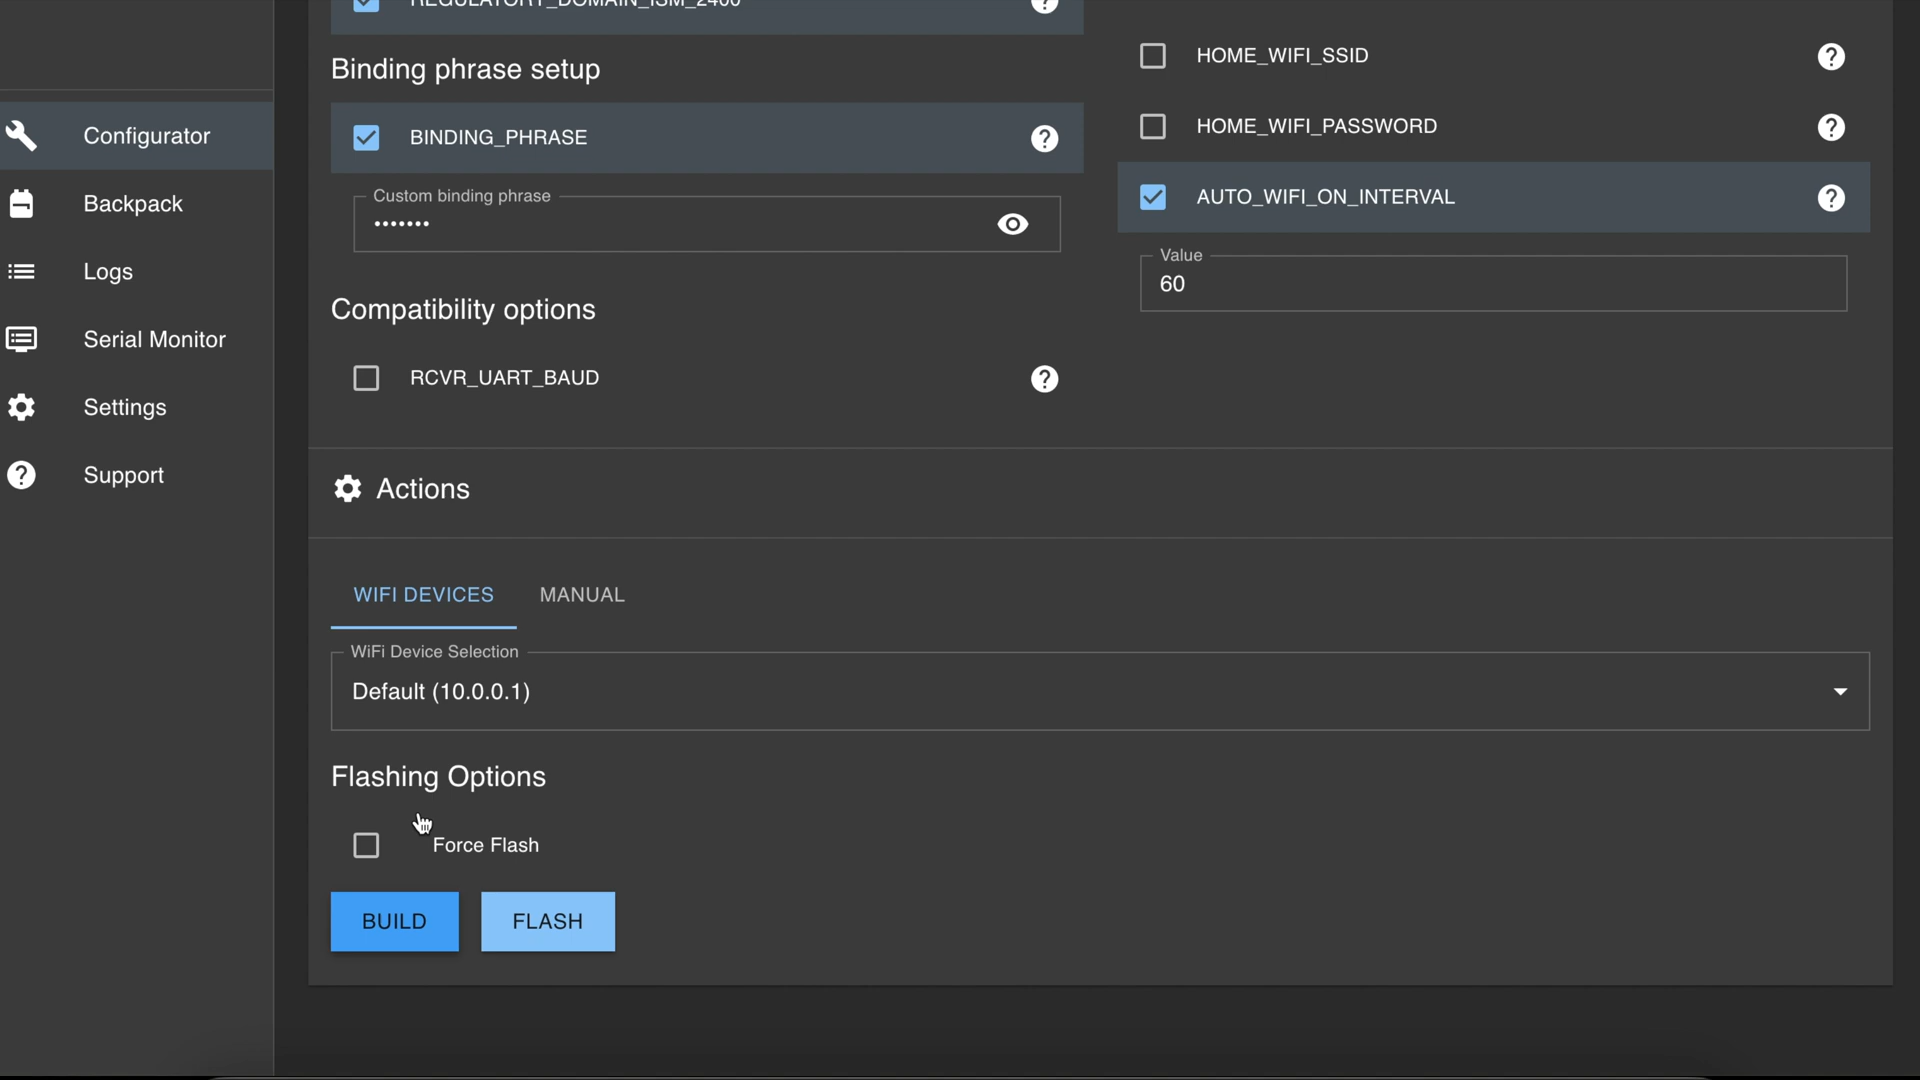 Configurator
Backpack
Logs
Serial Monitor
Settings
Support
REGULATORY_DOMAIN_ISM_2400
Binding phrase setup
BINDING_PHRASE
Custom binding phrase
•••••••
Compatibility options
RCVR_UART_BAUD
HOME_WIFI_SSID
HOME_WIFI_PASSWORD
AUTO_WIFI_ON_INTERVAL
Value
60
Actions
WIFI DEVICES
MANUAL
WiFi Device Selection
Default (10.0.0.1)
Flashing Options
Force Flash
BUILD
FLASH